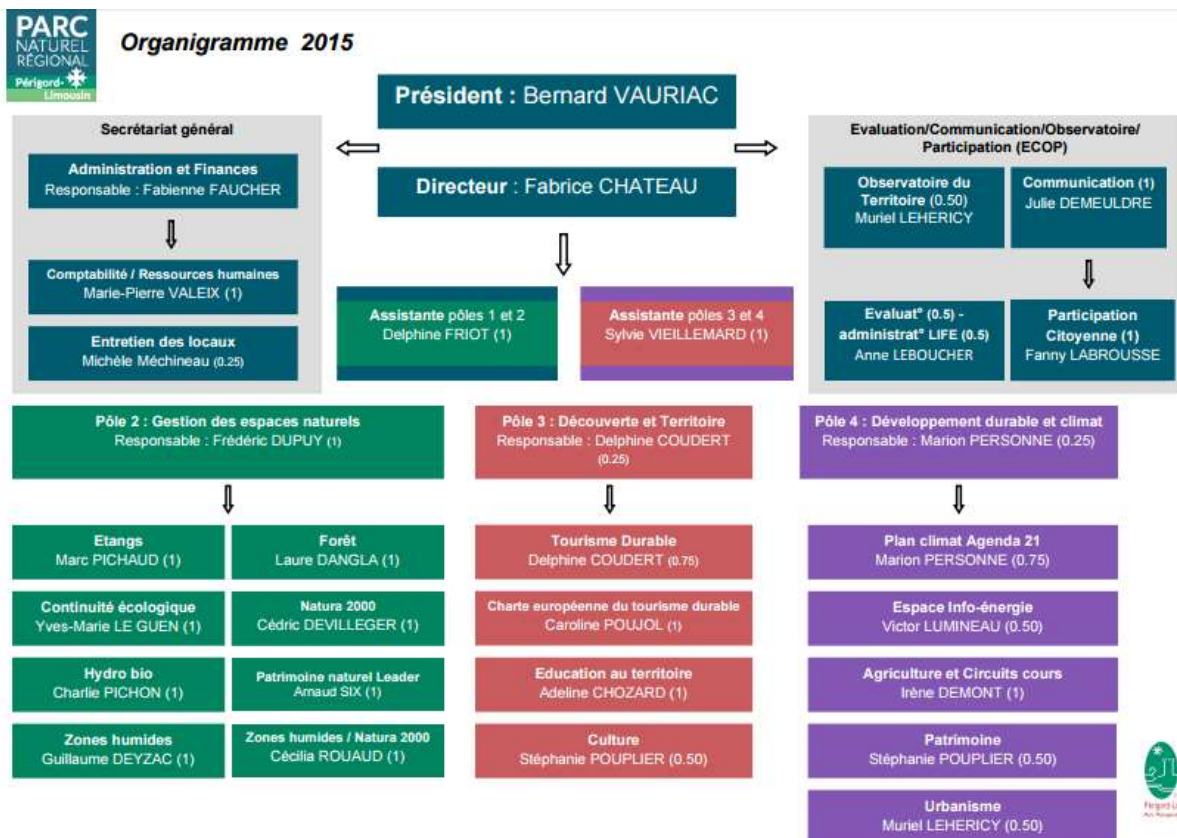 PARC
NATUREL
RÉGIONAL
Périgord-
Limousin
Organigramme 2015
Président : Bernard VAURIAC
Directeur : Fabrice CHATEAU
Secrétariat général
Administration et Finances
Responsable : Fabienne FAUCHER
Comptabilité / Ressources humaines
Marie-Pierre VALEIX (1)
Entretien des locaux
Michèle Méchineau (0.25)
Assistante pôles 1 et 2
Delphine FRIOT (1)
Assistante pôles 3 et 4
Sylvie VIEILLEMARD (1)
Evaluation/Communication/Observatoire/
Participation (ECOP)
Observatoire du
Territoire (0.50)
Muriel LEHERICY
Communication (1)
Julie DEMEULDRE
Evaluat° (0.5) -
administrat° LIFE (0.5)
Anne LEBOUCHER
Participation
Citoyenne (1)
Fanny LABROUSSE
Pôle 2 : Gestion des espaces naturels
Responsable : Frédéric DUPUY (1)
Etangs
Marc PICHAUD (1)
Forêt
Laure DANGLA (1)
Continuité écologique
Yves-Marie LE GUEN (1)
Natura 2000
Cédric DEVILLEGER (1)
Hydro bio
Charlie PICHON (1)
Patrimoine naturel Leader
Arnaud SIX (1)
Zones humides
Guillaume DEYZAC (1)
Zones humides / Natura 2000
Cécilia ROUAUD (1)
Pôle 3 : Découverte et Territoire
Responsable : Delphine COUDERT
(0.25)
Tourisme Durable
Delphine COUDERT (0.75)
Charte européenne du tourisme durable
Caroline POUJOL (1)
Education au territoire
Adeline CHOZARD (1)
Culture
Stéphanie POUPLIER (0.50)
Pôle 4 : Développement durable et climat
Responsable : Marion PERSONNE (0.25)
Plan climat Agenda 21
Marion PERSONNE (0.75)
Espace Info-énergie
Victor LUMINEAU (0.50)
Agriculture et Circuits cours
Irène DEMONT (1)
Patrimoine
Stéphanie POUPLIER (0.50)
Urbanisme
Muriel LEHERICY (0.50)